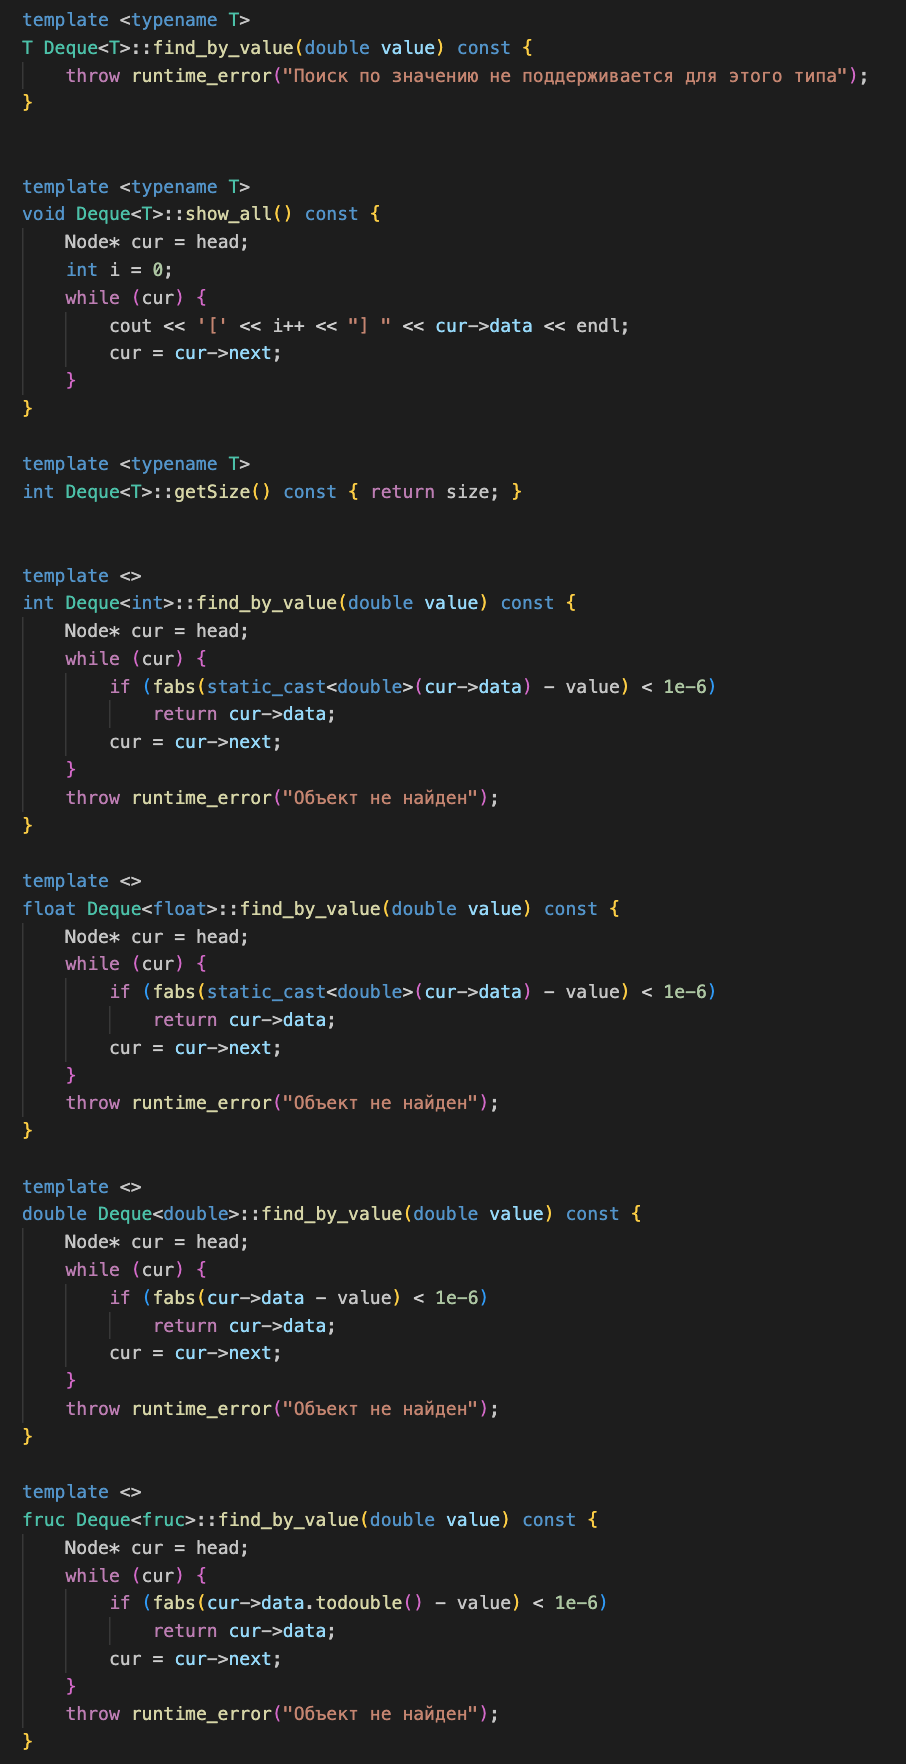 template <typename T>
T Deque<T>::find_by_value(double value) const {
    throw runtime_error("Поиск по значению не поддерживается для этого типа");
}

template <typename T>
void Deque<T>::show_all() const {
    Node* cur = head;
    int i = 0;
    while (cur) {
        cout << '[' << i++ << "] " << cur->data << endl;
        cur = cur->next;
    }
}

template <typename T>
int Deque<T>::getSize() const { return size; }

template <>
int Deque<int>::find_by_value(double value) const {
    Node* cur = head;
    while (cur) {
        if (fabs(static_cast<double>(cur->data) - value) < 1e-6)
            return cur->data;
        cur = cur->next;
    }
    throw runtime_error("Объект не найден");
}

template <>
float Deque<float>::find_by_value(double value) const {
    Node* cur = head;
    while (cur) {
        if (fabs(static_cast<double>(cur->data) - value) < 1e-6)
            return cur->data;
        cur = cur->next;
    }
    throw runtime_error("Объект не найден");
}

template <>
double Deque<double>::find_by_value(double value) const {
    Node* cur = head;
    while (cur) {
        if (fabs(cur->data - value) < 1e-6)
            return cur->data;
        cur = cur->next;
    }
    throw runtime_error("Объект не найден");
}

template <>
fruc Deque<fruc>::find_by_value(double value) const {
    Node* cur = head;
    while (cur) {
        if (fabs(cur->data.todouble() - value) < 1e-6)
            return cur->data;
        cur = cur->next;
    }
    throw runtime_error("Объект не найден");
}